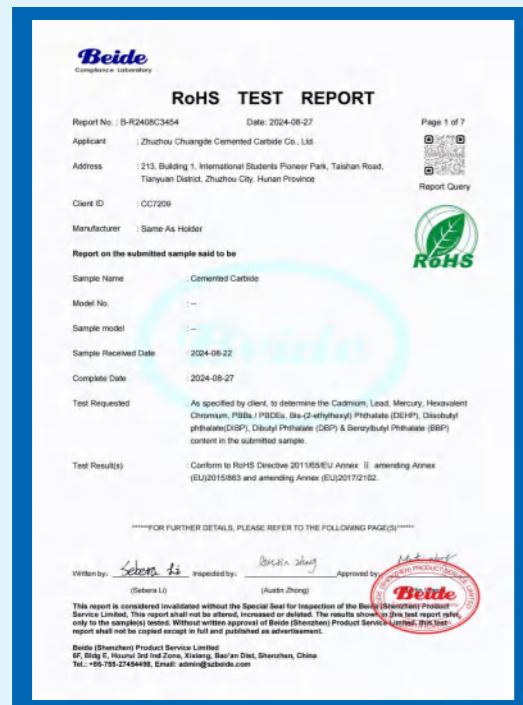 Beide
Compliance Laboratory
RoHS TEST REPORT
Report No. : B-R2408C3454 Date: 2024-08-27 Page 1 of 7
Applicant : Zhuzhou Chuangde Cemented Carbide Co., Ltd.
Address : 213, Building 1, International Students Pioneer Park, Taishan Road,
Tianyuan District, Zhuzhou City, Hunan Province
Report Query
Client ID : CC7209
Manufacturer : Same As Holder
RoHS
Report on the submitted sample said to be
Sample Name : Cemented Carbide
Model No. :--
Sample model :--
Beide
Sample Received Date : 2024-08-22
Complete Date : 2024-08-27
Test Requested As specified by client, to determine the Cadmium, Lead, Mercury, Hexavalent
Chromium, PBBs / PBDEs, Bis-(2-ethylhexyl) Phthalate (DEHP), Diisobutyl
phthalate(DIBP), Dibutyl Phthalate (DBP) & Benzylbutyl Phthalate (BBP)
content in the submitted sample.
Test Result(s) : Conform to RoHS Directive 2011/65/EU Annex II amending Annex
(EU)2015/863 and amending Annex (EU)2017/2102.
******FOR FURTHER DETAILS, PLEASE REFER TO THE FOLLOWING PAGE(S)******
Written by: Sebera Li Inspected by: Austin Zhong Approved by:
(Sebera Li) (Austin Zhong)
Beide
This report is considered invalidated without the Special Seal for Inspection of the Beide (Shenzhen) Product
Service Limited, This report shall not be altered, increased or deleted. The results shown in this test report refer
only to the sample(s) tested. Without written approval of Beide (Shenzhen) Product Service Limited, this test
report shall not be copied except in full and published as advertisement.
Beide (Shenzhen) Product Service Limited
6F, Bldg E, Hourui 3rd Ind Zone, Xixiang, Bao'an Dist, Shenzhen, China
Tel.: +86-755-27454498, Email: admin@szbeide.com